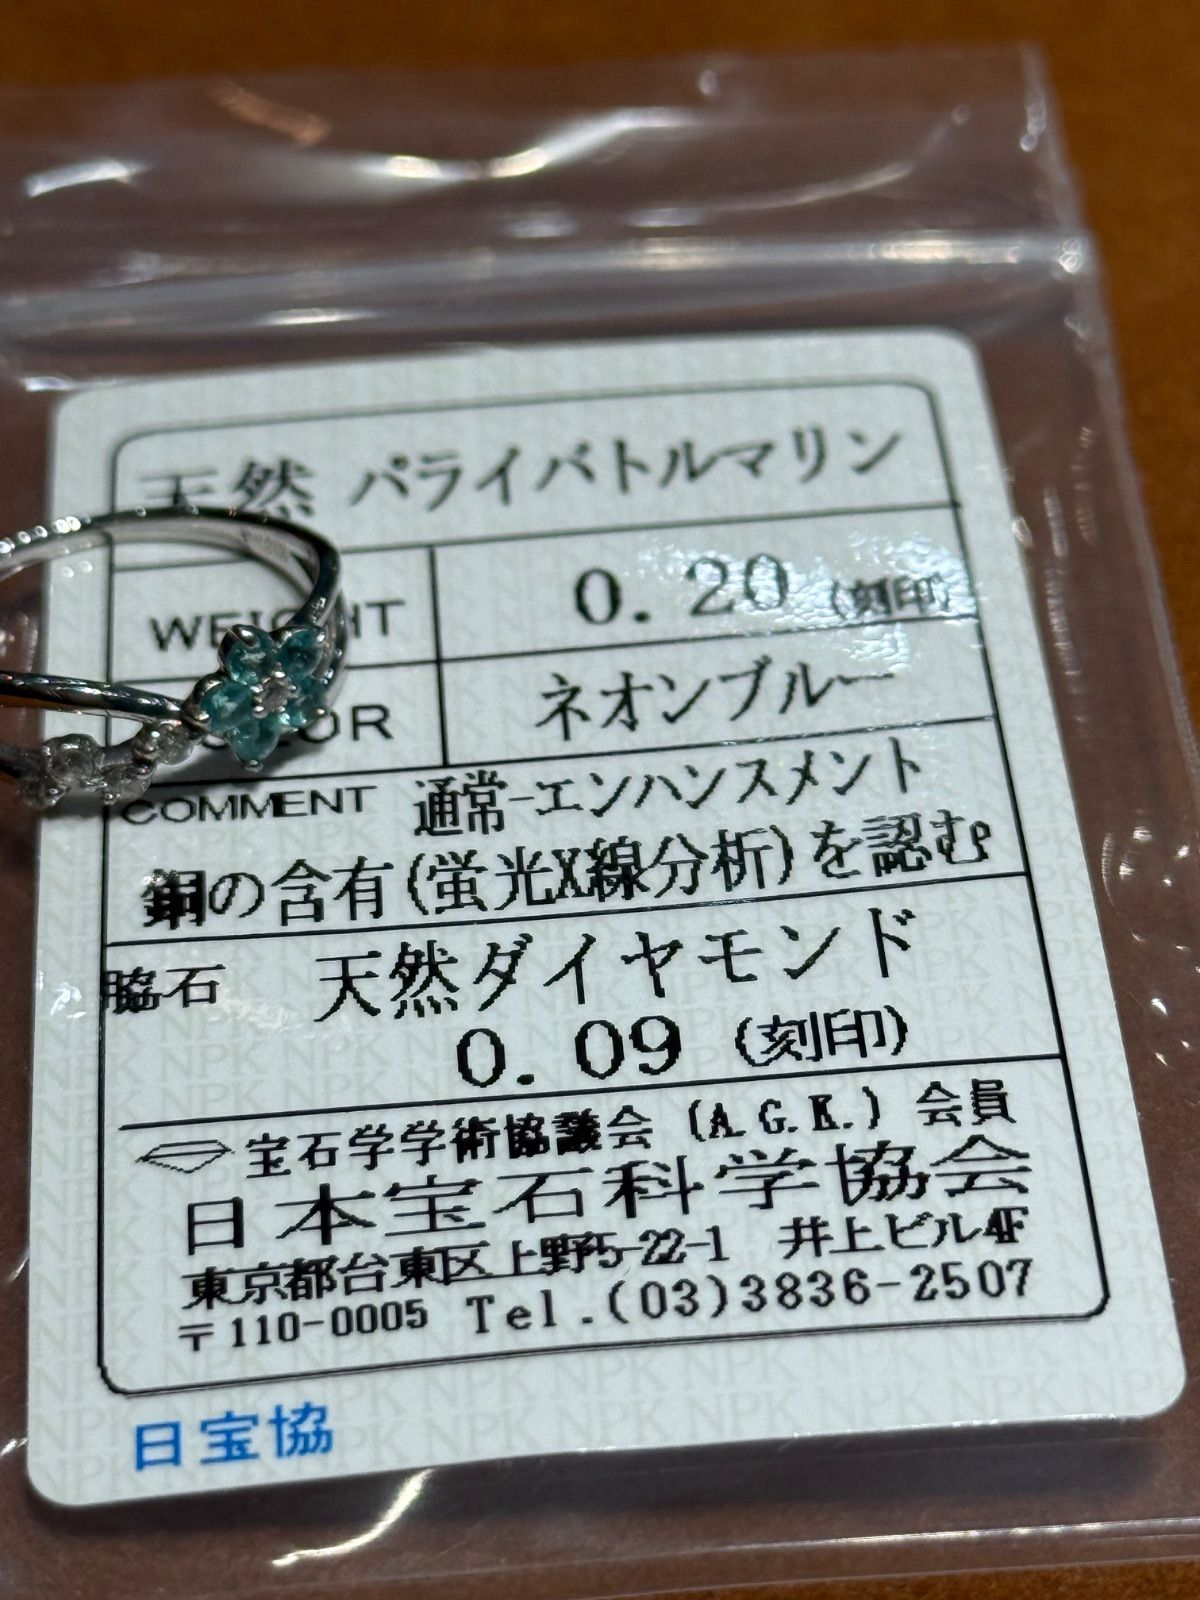 天然 パライバトルマリン
WEIGHT 0.20 (刻印)
COLOR ネオンブルー
COMMENT 通常-エンハンスメント
銅の含有(蛍光X線分析)を認む
脇石 天然ダイヤモンド
0.09 (刻印)
宝石学学術協議会 (A.G.K.) 会員
日本宝石科学協会
東京都台東区上野5-22-1 井上ビル4F
〒110-0005 Tel.(03)3836-2507
日宝協